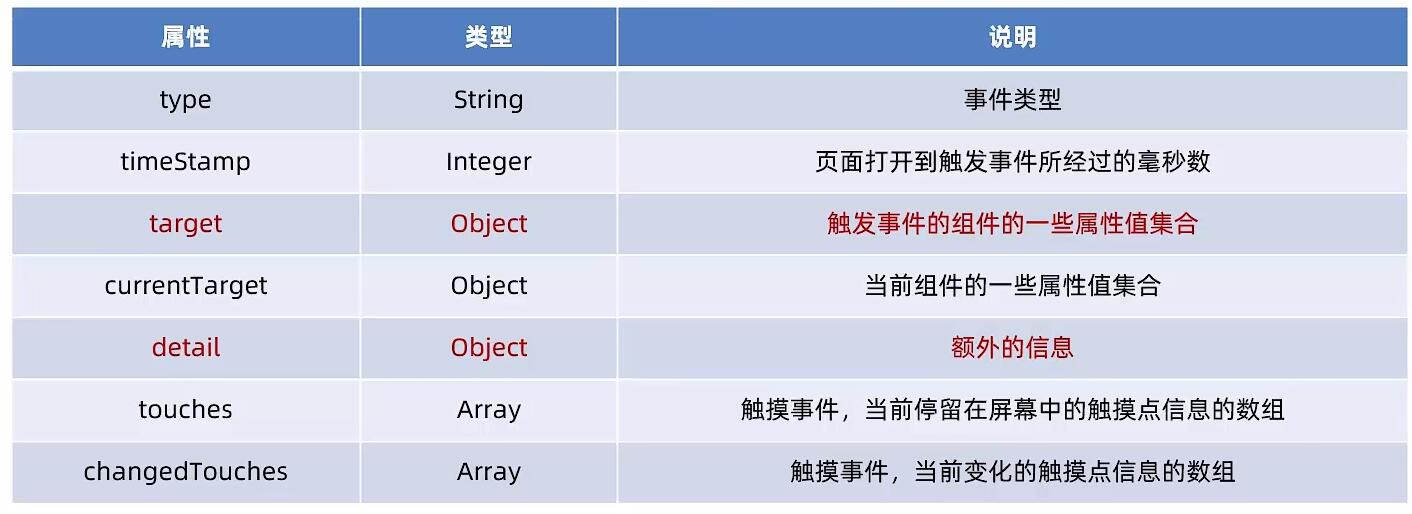 属性 类型 说明
type String 事件类型
timeStamp Integer 页面打开到触发事件所经过的毫秒数
target Object 触发事件的组件的一些属性值集合
currentTarget Object 当前组件的一些属性值集合
detail Object 额外的信息
touches Array 触摸事件，当前停留在屏幕中的触摸点信息的数组
changedTouches Array 触摸事件，当前变化的触摸点信息的数组